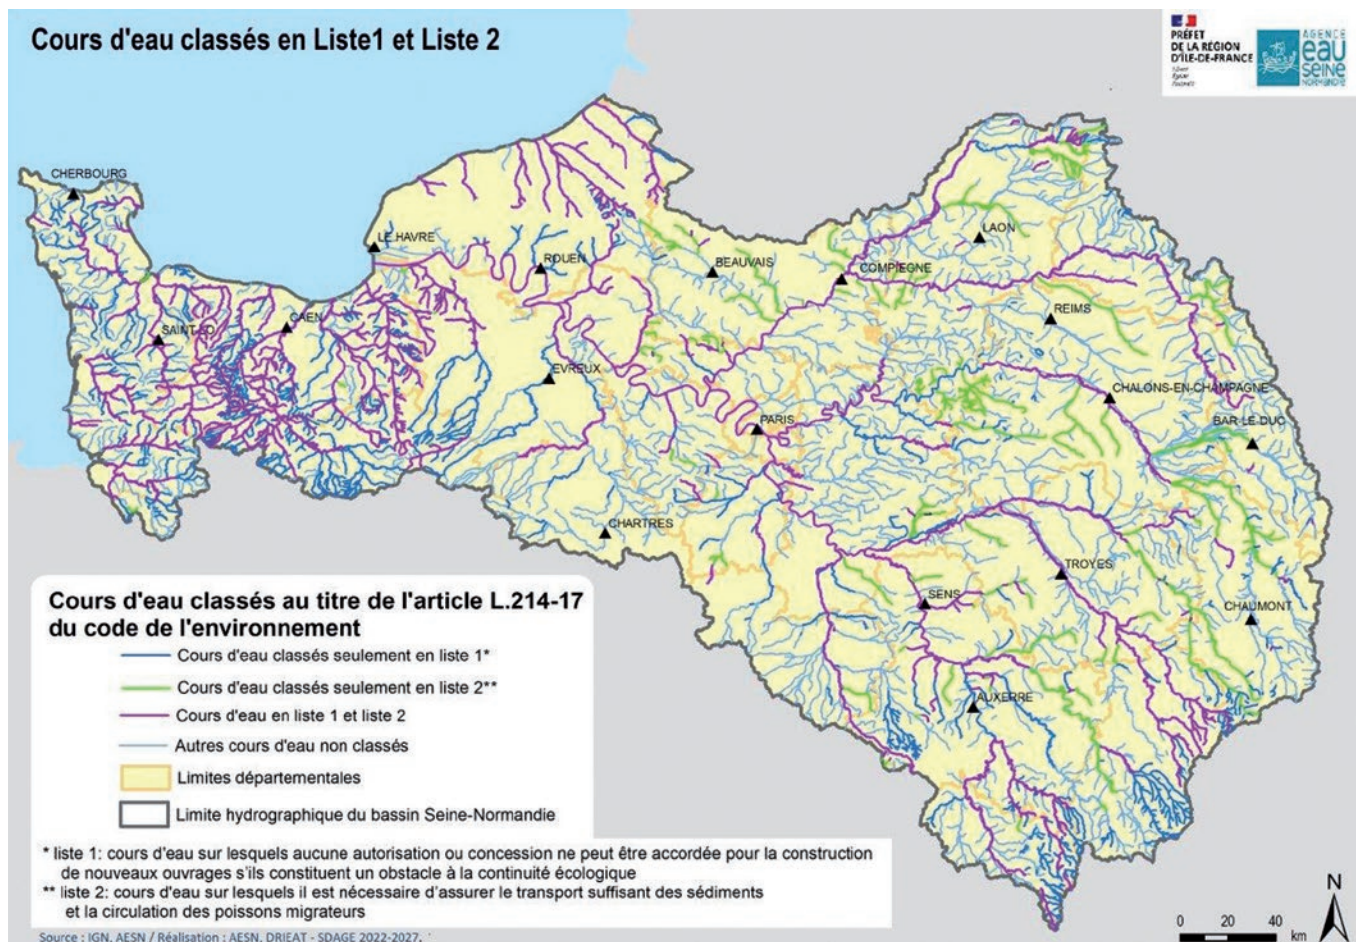 Cours d'eau classés en Liste1 et Liste 2
PRÉFET
DE LA RÉGION
D'ÎLE-DE-FRANCE
AGENCE
eau
SEINE
NORMANDIE
CHERBOURG
LE HAVRE
ROUEN
BEAUVAIS
COMPIEGNE
LAON
REIMS
SAINT-LO
CAEN
EVREUX
PARIS
CHALONS-EN-CHAMPAGNE
BAR-LE-DUC
CHARTRES
TROYES
SENS
CHAUMONT
AUXERRE
Cours d'eau classés au titre de l'article L.214-17
du code de l'environnement
Cours d'eau classés seulement en liste 1*
Cours d'eau classés seulement en liste 2**
Cours d'eau en liste 1 et liste 2
Autres cours d'eau non classés
Limites départementales
Limite hydrographique du bassin Seine-Normandie
* liste 1: cours d'eau sur lesquels aucune autorisation ou concession ne peut être accordée pour la construction
de nouveaux ouvrages s'ils constituent un obstacle à la continuité écologique
** liste 2: cours d'eau sur lesquels il est nécessaire d'assurer le transport suffisant des sédiments
et la circulation des poissons migrateurs
Source : IGN, AESN / Réalisation : AESN, DRIEAT - SDAGE 2022-2027.
N
0 20 40
km